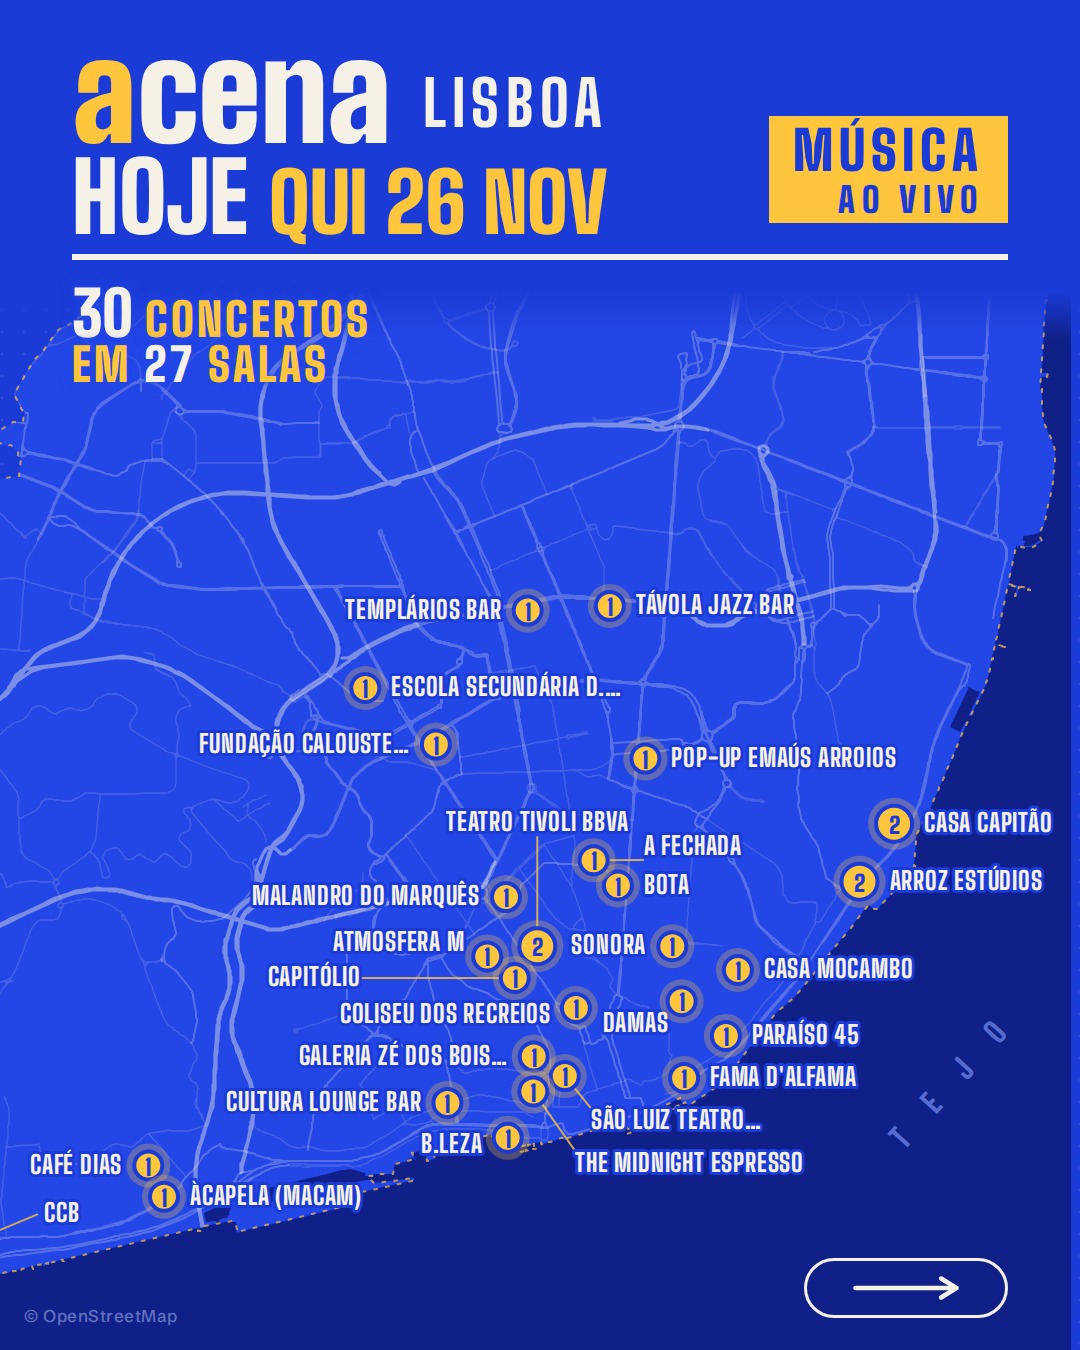 acena LISBOA
HOJE QUI 26 NOV
MÚSICA
AO VIVO
30 CONCERTOS
EM 27 SALAS
TEMPLÁRIOS BAR 1
1 TÁVOLA JAZZ BAR
1 ESCOLA SECUNDÁRIA D....
FUNDAÇÃO CALOUSTE... 1
1 POP-UP EMAÚS ARROIOS
TEATRO TIVOLI BBVA
2 CASA CAPITÃO
1 A FECHADA
1 BOTA
2 ARROZ ESTÚDIOS
MALANDRO DO MARQUÊS 1
ATMOSFERA M 1
2
SONORA 1
CAPITÓLIO 1
1 CASA MOCAMBO
COLISEU DOS RECREIOS 1
DAMAS 1
1 PARAÍSO 45
GALERIA ZÉ DOS BOIS... 1
1
1 FAMA D'ALFAMA
CULTURA LOUNGE BAR 1
1
SÃO LUIZ TEATRO...
B.LEZA 1
THE MIDNIGHT ESPRESSO
CAFÉ DIAS 1
1 ÀCAPELA (MACAM)
CCB
TEJO
© OpenStreetMap